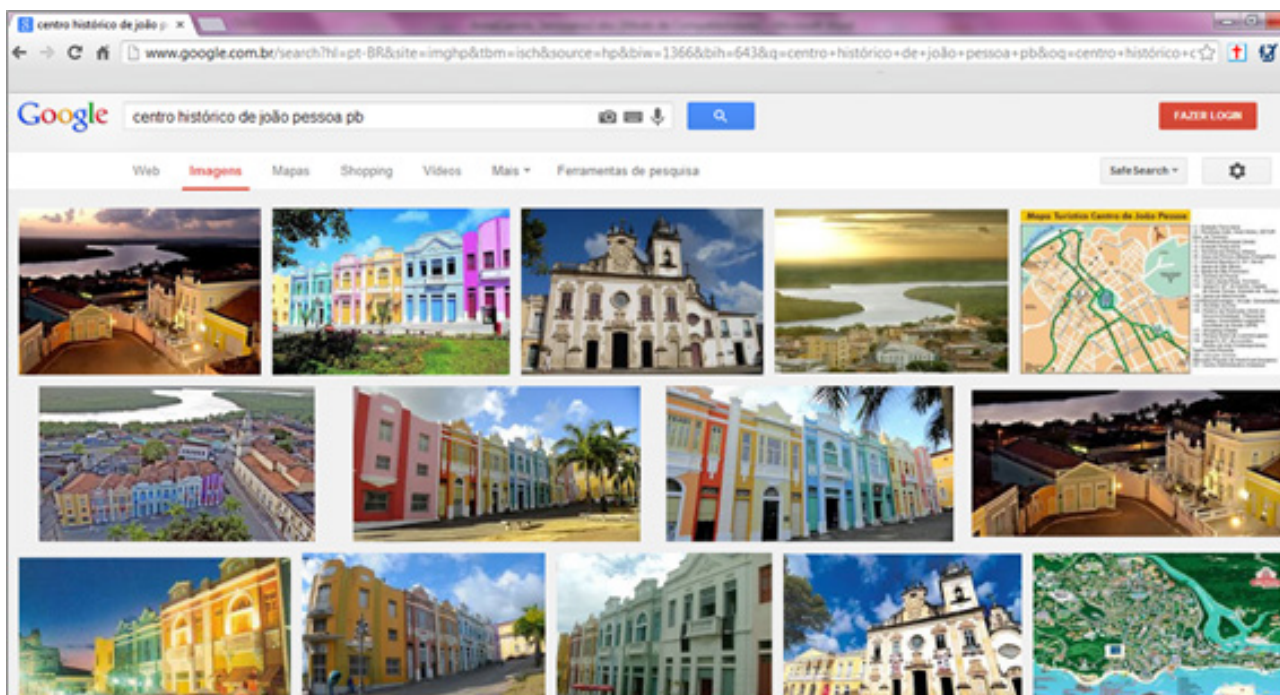 centro histórico de joão p
www.google.com.br/search?hl=pt-BR&site=imghp&tbm=isch&source=hp&biw=1366&bih=643&q=centro+histórico+de+joão+pessoa+pb&oq=centro+histórico+c
Google
centro histórico de joão pessoa pb
FAZER LOGIN
Web Imagens Mapas Shopping Vídeos Mais Ferramentas de pesquisa
SafeSearch
Mapa Turístico Centro de João Pessoa